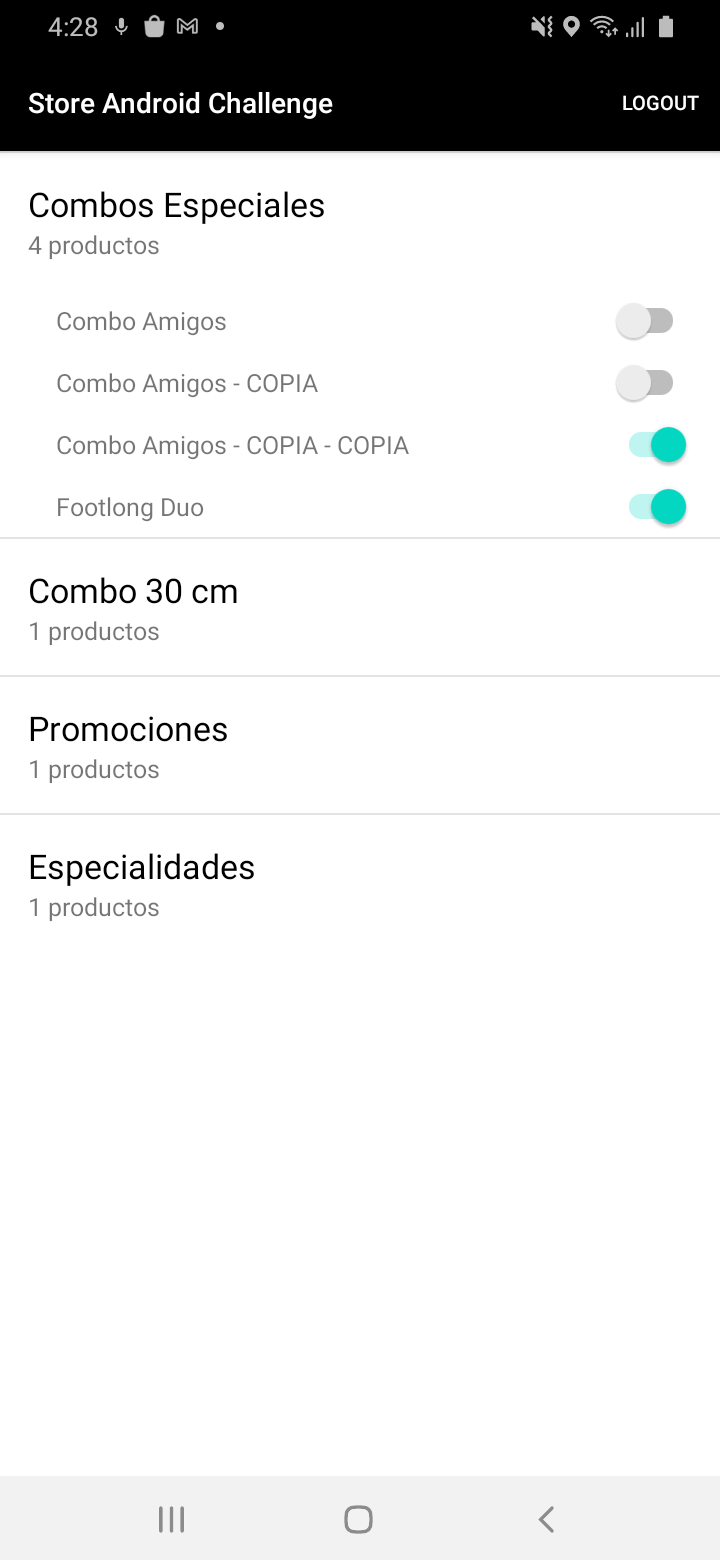 4:28
Store Android Challenge
LOGOUT
Combos Especiales
4 productos
Combo Amigos
Combo Amigos - COPIA
Combo Amigos - COPIA - COPIA
Footlong Duo
Combo 30 cm
1 productos
Promociones
1 productos
Especialidades
1 productos